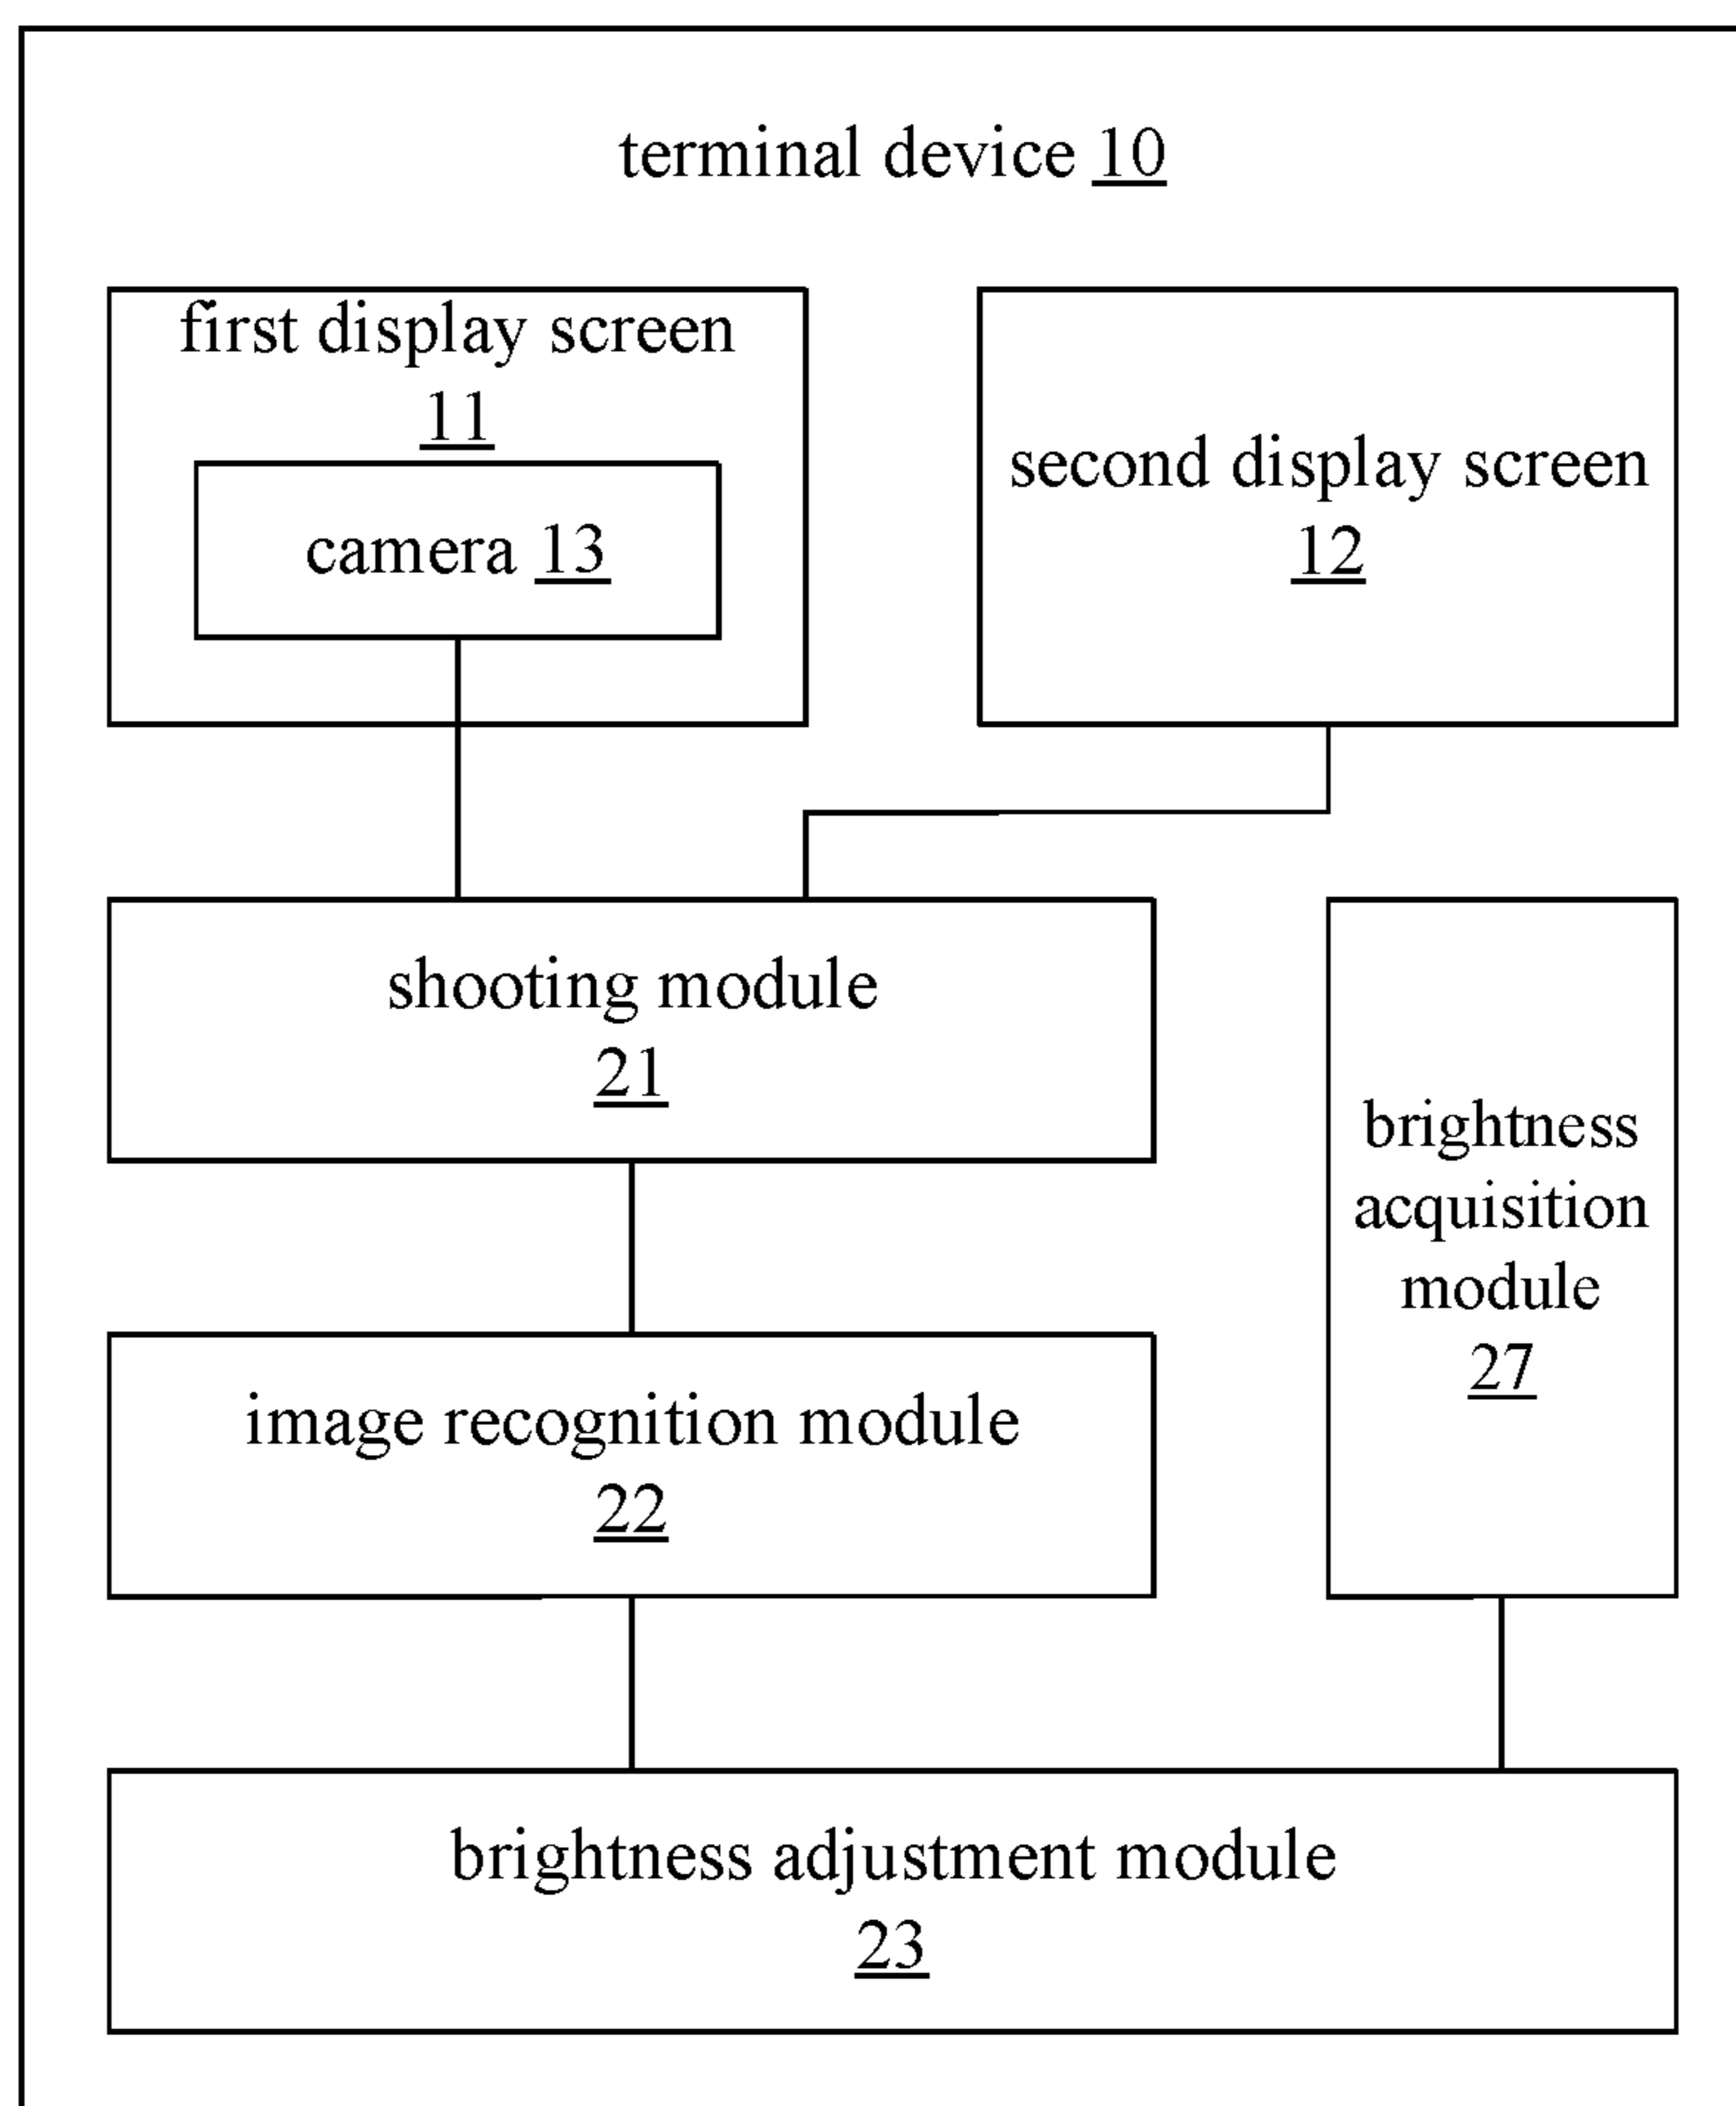 terminal device 10
first display screen
11
camera 13
second display screen
12
shooting module
21
brightness
acquisition
module
27
image recognition module
22
brightness adjustment module
23